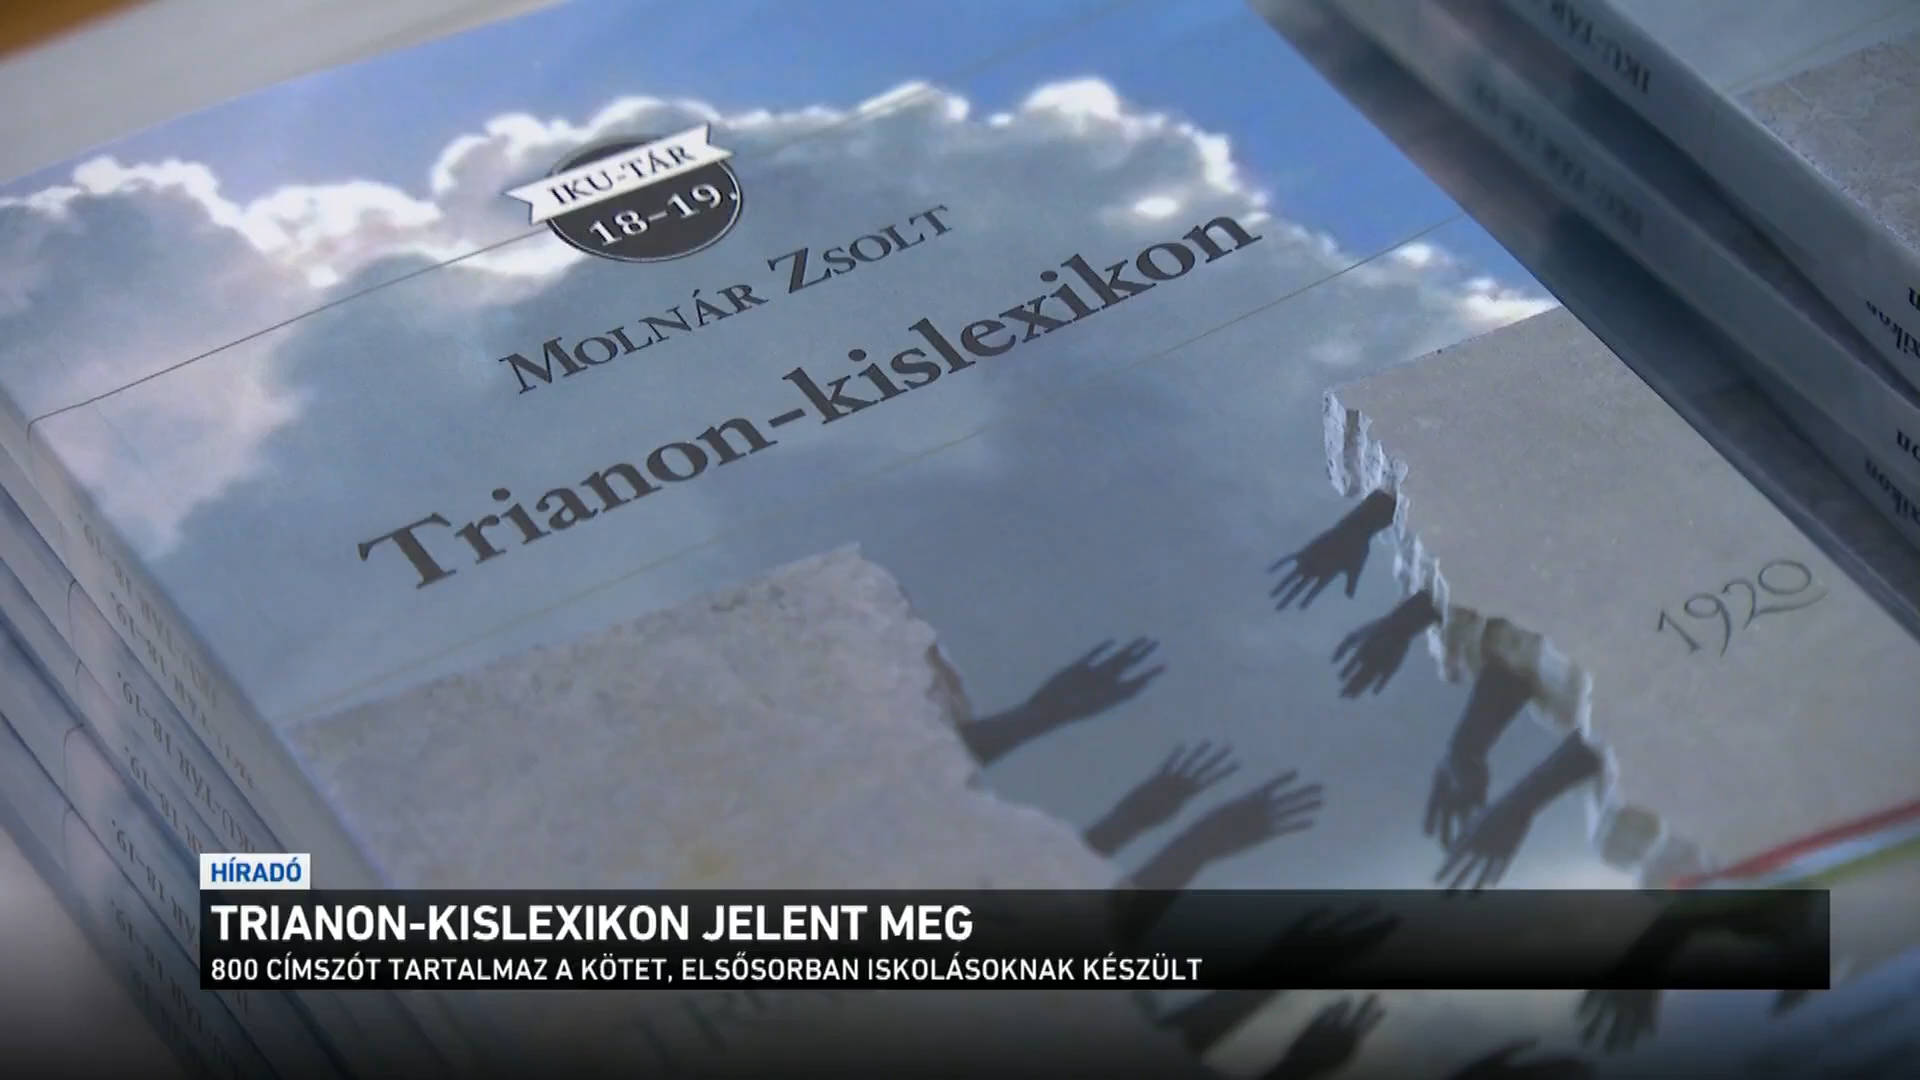 IKU-TÁR
18–19.
MOLNÁR ZSOLT
Trianon-kislexikon
1920
HÍRADÓ
TRIANON-KISLEXIKON JELENT MEG
800 CÍMSZÓT TARTALMAZ A KÖTET, ELSŐSORBAN ISKOLÁSOKNAK KÉSZÜLT